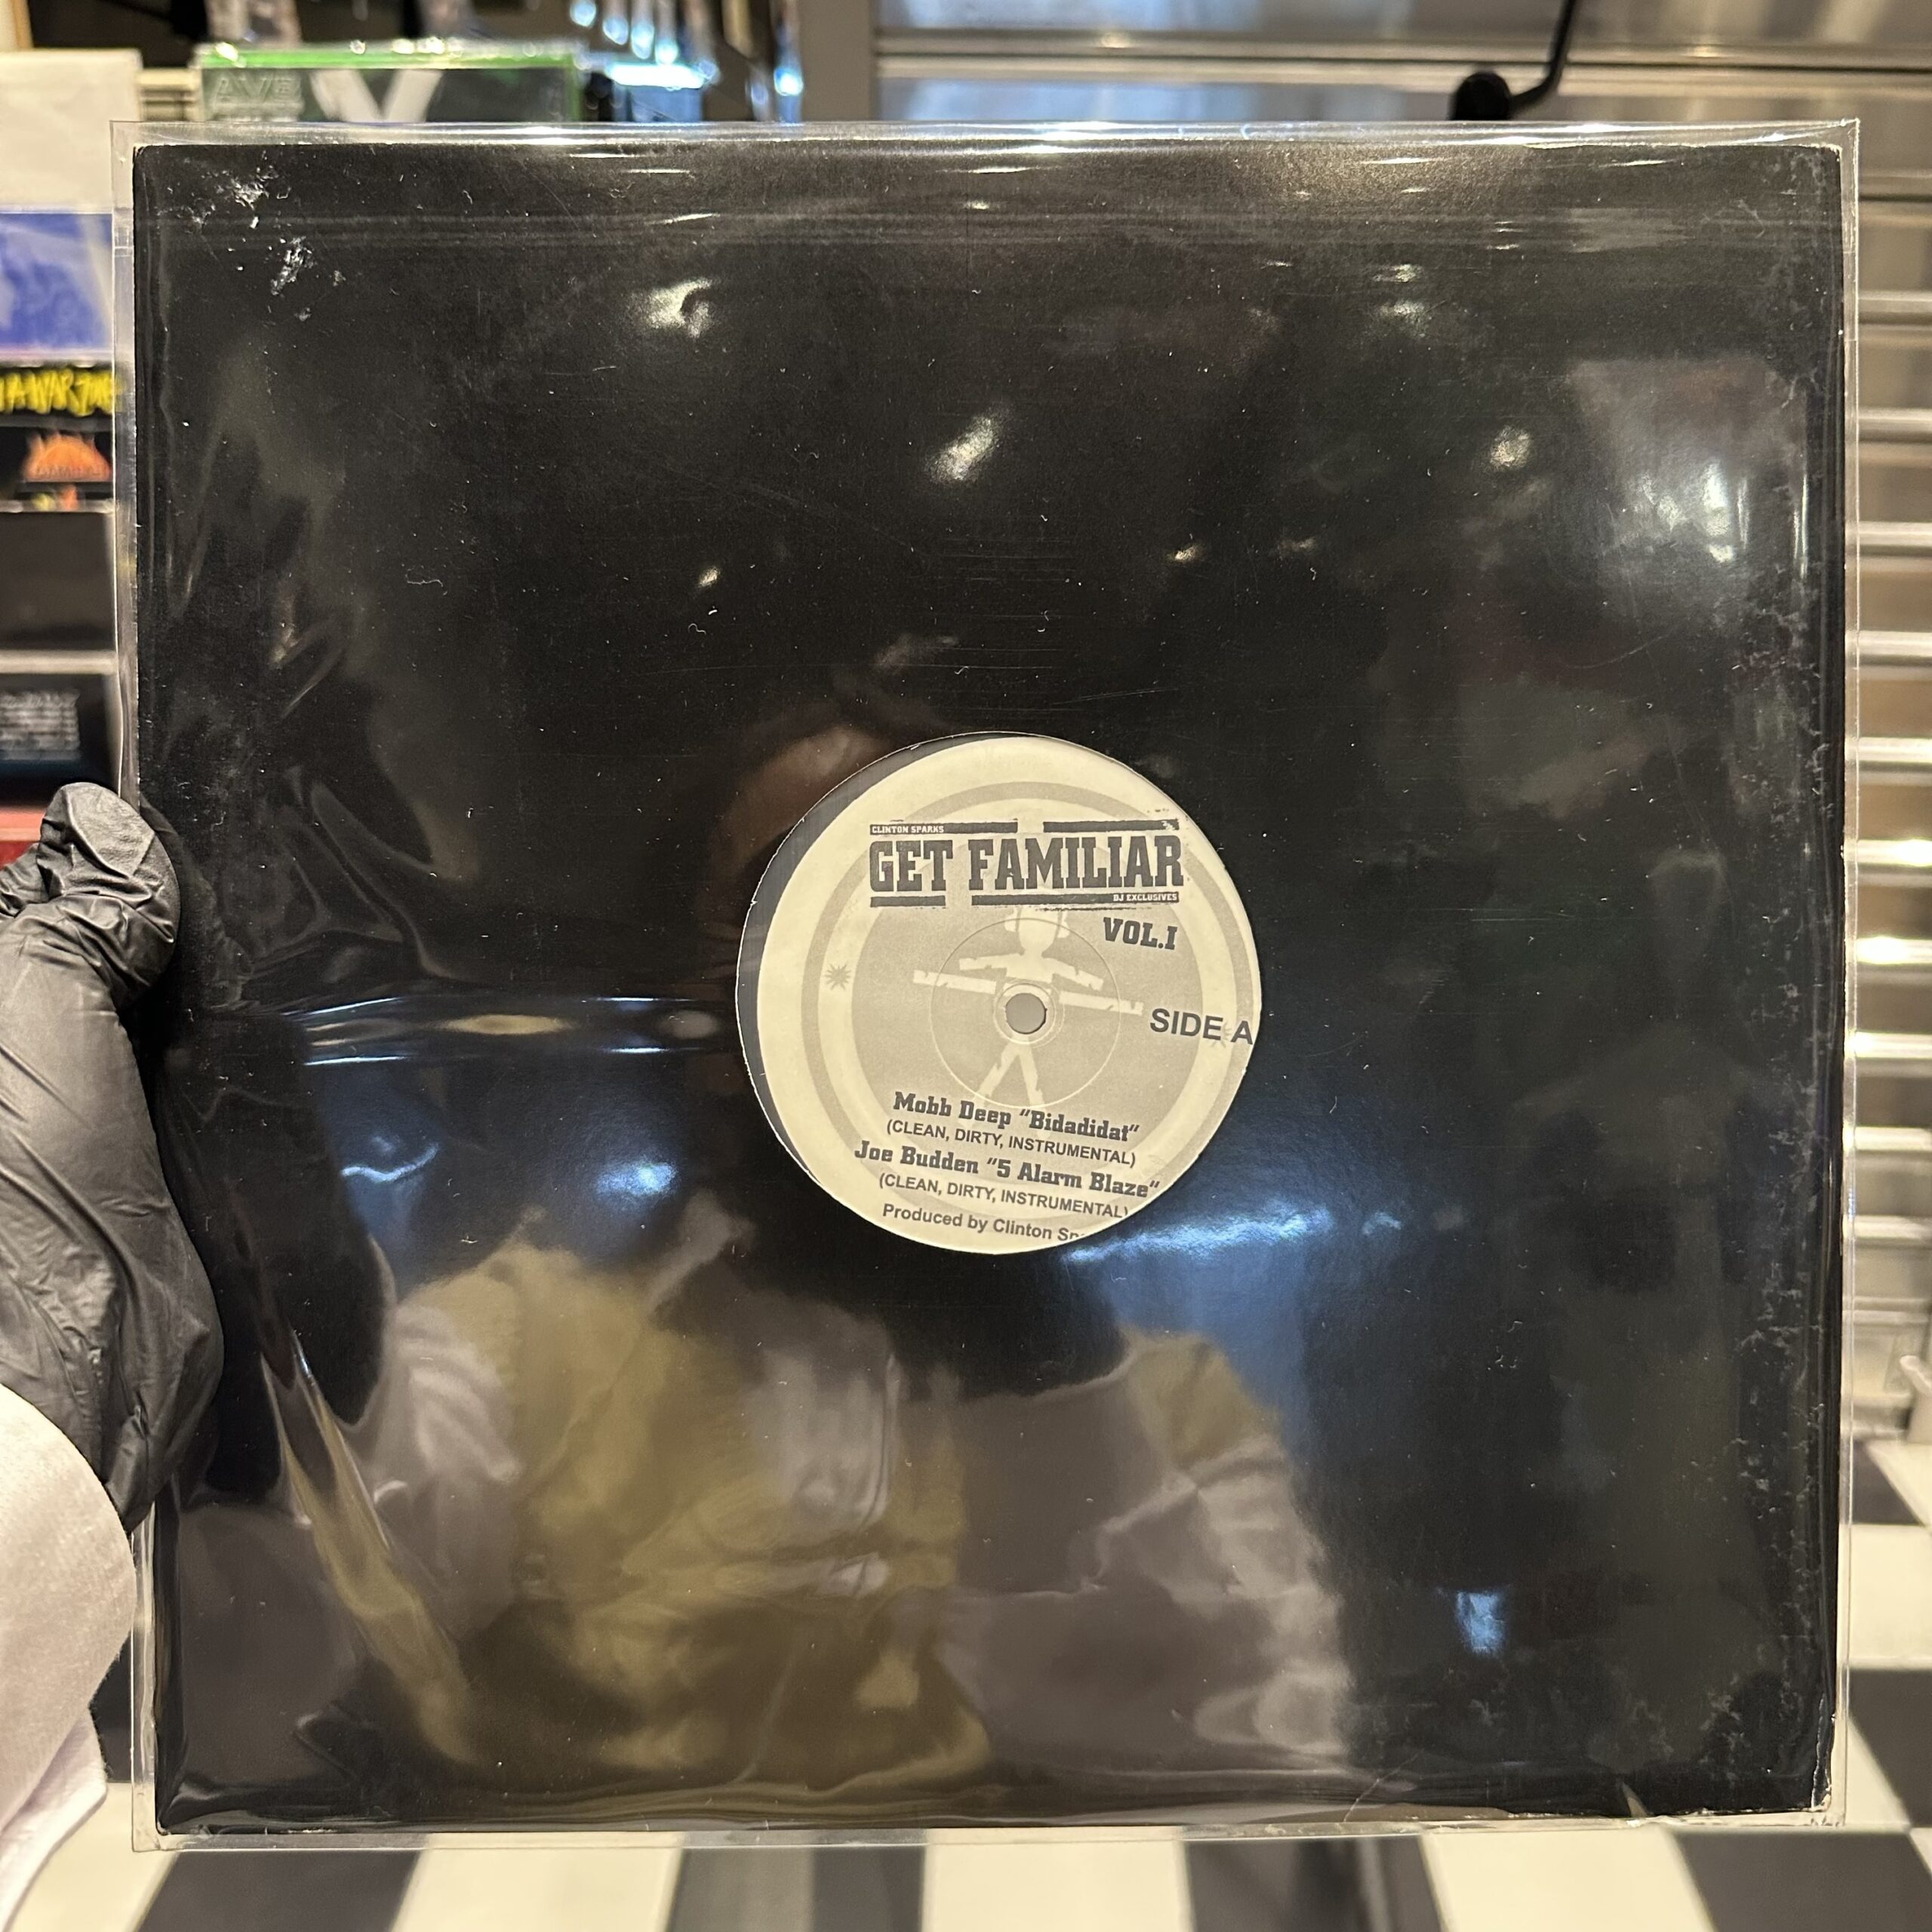 CLINTON SPARKS
GET FAMILIAR
DJ EXCLUSIVES
VOL.I
SIDE A
Mobb Deep "Bidadidat"
(CLEAN, DIRTY, INSTRUMENTAL)
Joe Budden "5 Alarm Blaze"
(CLEAN, DIRTY, INSTRUMENTAL)
Produced by Clinton